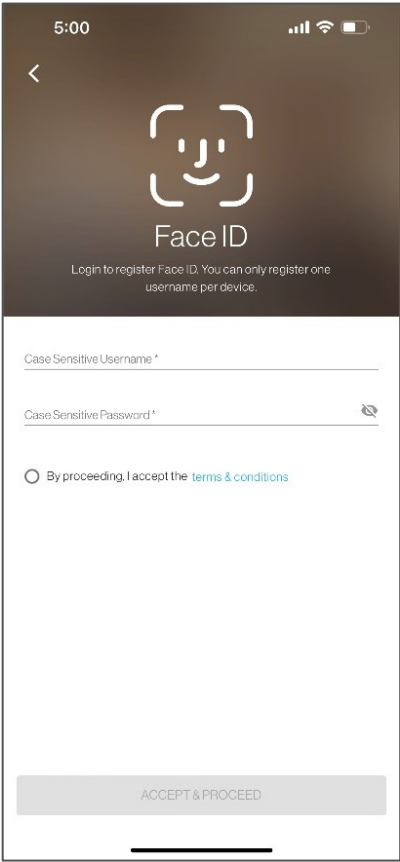 5:00
Face ID
Login to register Face ID. You can only register one
username per device.
Case Sensitive Username *
Case Sensitive Password *
By proceeding, I accept the terms & conditions
ACCEPT & PROCEED